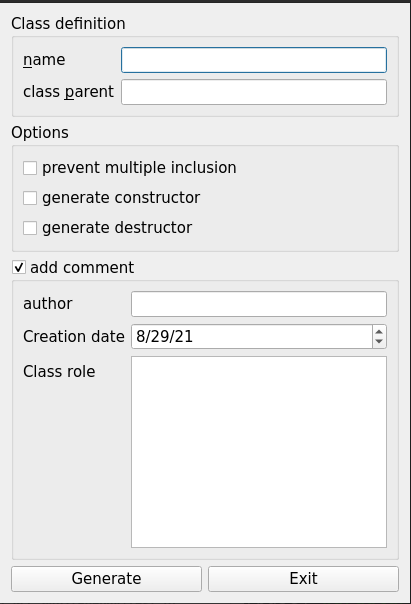 Class definition
name
class parent
Options
prevent multiple inclusion
generate constructor
generate destructor
add comment
author
Creation date 8/29/21
Class role
Generate Exit